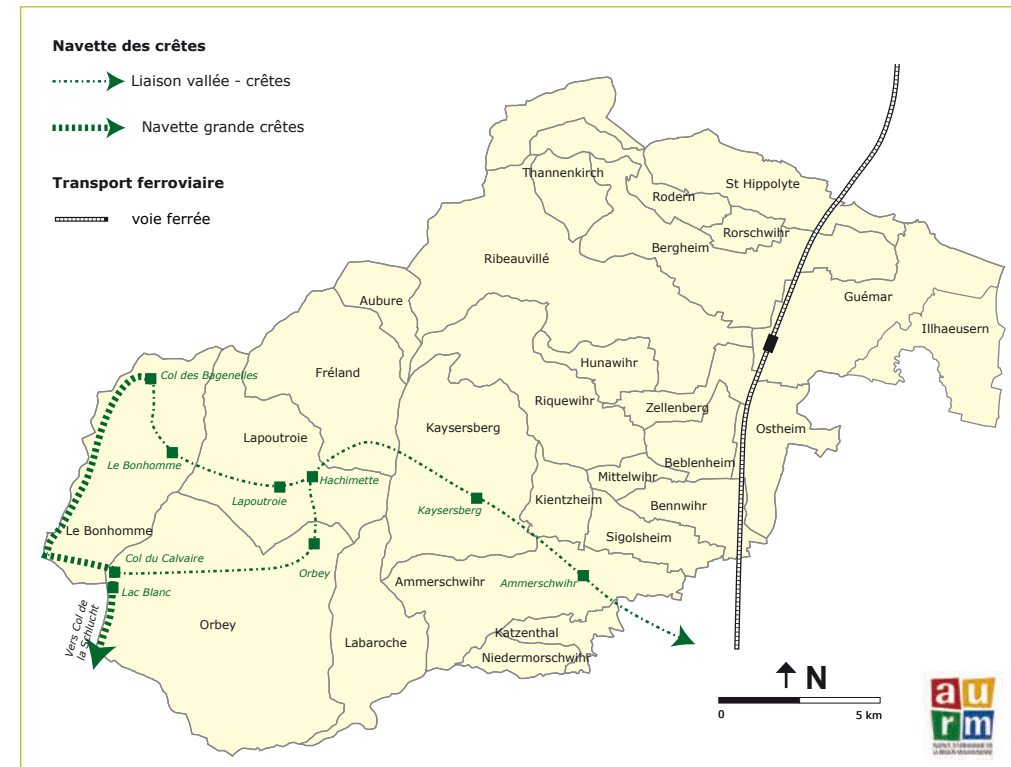 Navette des crêtes
Liaison vallée - crêtes
Navette grande crêtes
Transport ferroviaire
voie ferrée
Thannenkirch
St Hippolyte
Rodern
Rorschwihr
Bergheim
Ribeauvillé
Aubure
Guémar
Illhaeusern
Fréland
Hunawihr
Col des Bagenelles
Riquewihr
Zellenberg
Kaysersberg
Ostheim
Lapoutroie
Beblenheim
Le Bonhomme
Mittelwihr
Hachimette
Lapoutroie
Kientzheim
Bennwihr
Kaysersberg
Le Bonhomme
Sigolsheim
Col du Calvaire
Orbey
Ammerschwihr
Ammerschwihr
Lac Blanc
Vers Col de
la Schlucht
Orbey
Labaroche
Katzenthal
Niedermorschwihr
N
0
5 km
au
rm